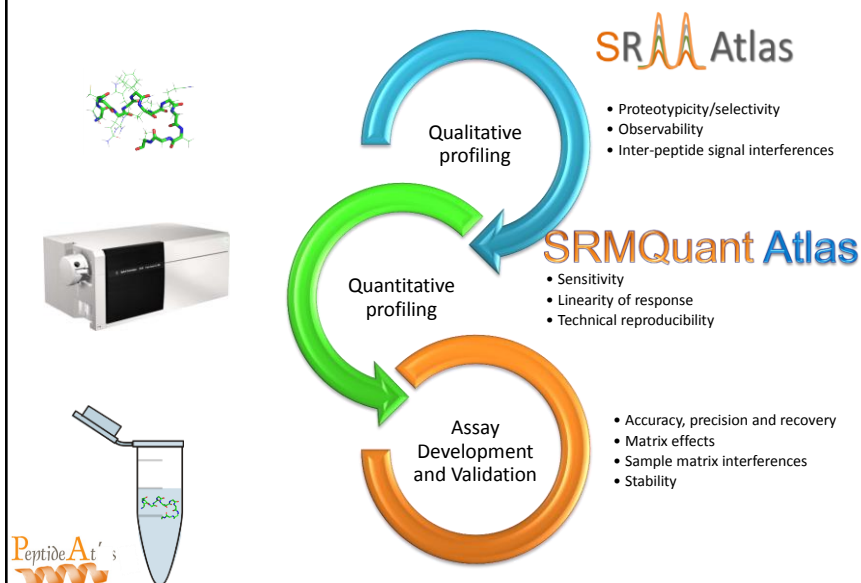 SRM Atlas
Qualitative
profiling
• Proteotypicity/selectivity
• Observability
• Inter-peptide signal interferences
SRMQuant Atlas
Quantitative
profiling
• Sensitivity
• Linearity of response
• Technical reproducibility
Assay
Development
and Validation
• Accuracy, precision and recovery
• Matrix effects
• Sample matrix interferences
• Stability
PeptideAt' s